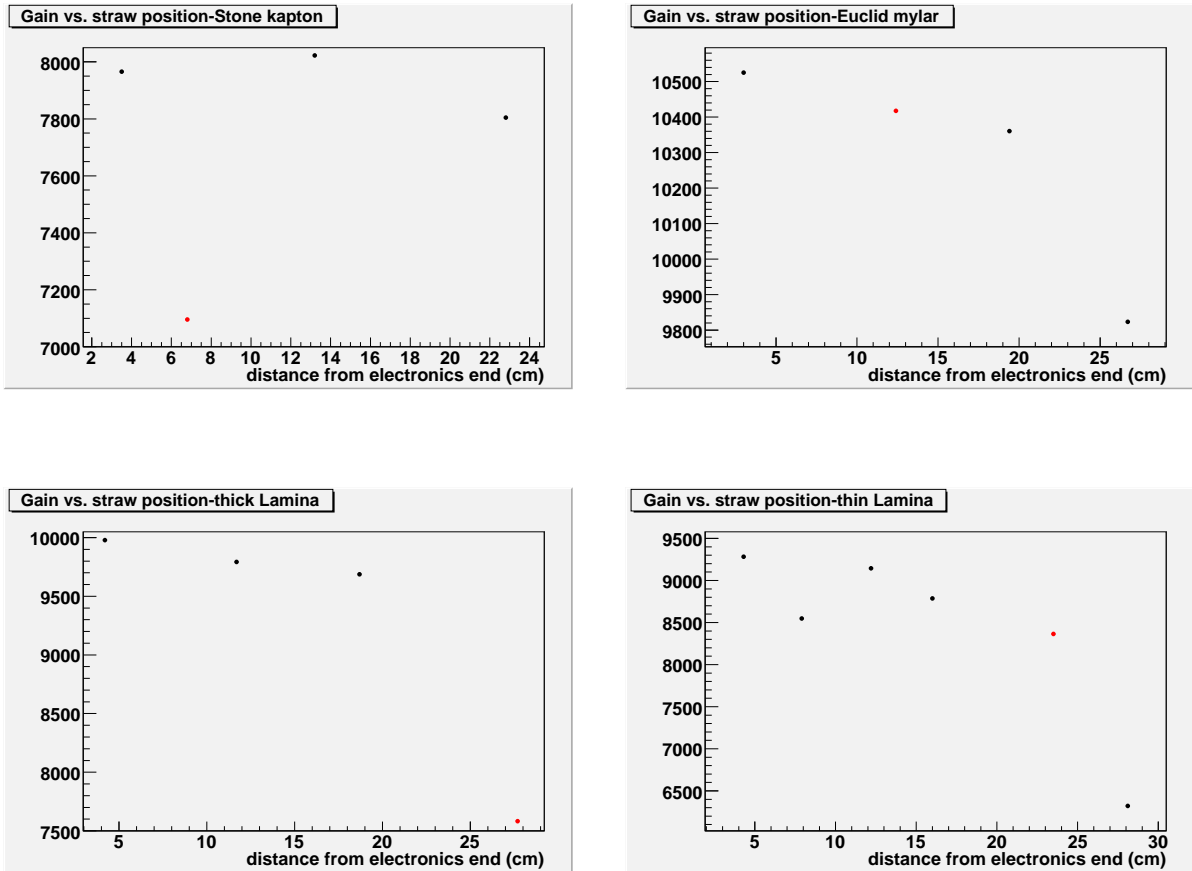 Gain vs. straw position-Stone kapton
8000
7800
7600
7400
7200
7000
2 4 6 8 10 12 14 16 18 20 22 24
distance from electronics end (cm)
Gain vs. straw position-Euclid mylar
10500
10400
10300
10200
10100
10000
9900
9800
5 10 15 20 25
distance from electronics end (cm)
Gain vs. straw position-thick Lamina
10000
9500
9000
8500
8000
7500
5 10 15 20 25
distance from electronics end (cm)
Gain vs. straw position-thin Lamina
9500
9000
8500
8000
7500
7000
6500
5 10 15 20 25 30
distance from electronics end (cm)